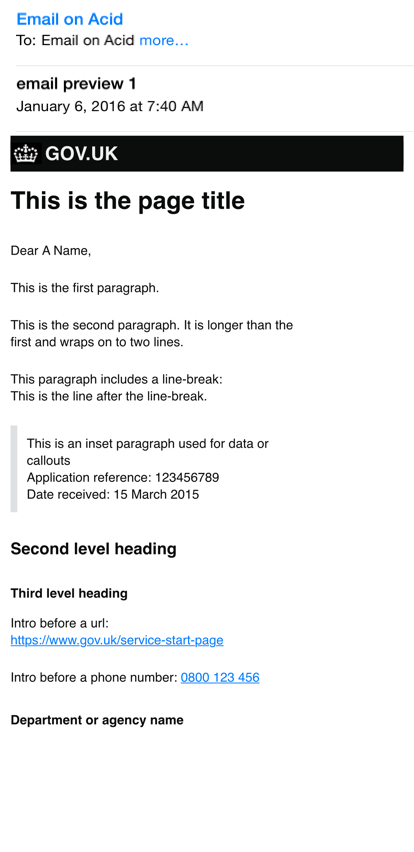 Email on Acid
To: Email on Acid more...
email preview 1
January 6, 2016 at 7:40 AM
GOV.UK
This is the page title
Dear A Name,
This is the first paragraph.
This is the second paragraph. It is longer than the
first and wraps on to two lines.
This paragraph includes a line-break:
This is the line after the line-break.
This is an inset paragraph used for data or
callouts
Application reference: 123456789
Date received: 15 March 2015
Second level heading
Third level heading
Intro before a url:
https://www.gov.uk/service-start-page
Intro before a phone number: 0800 123 456
Department or agency name